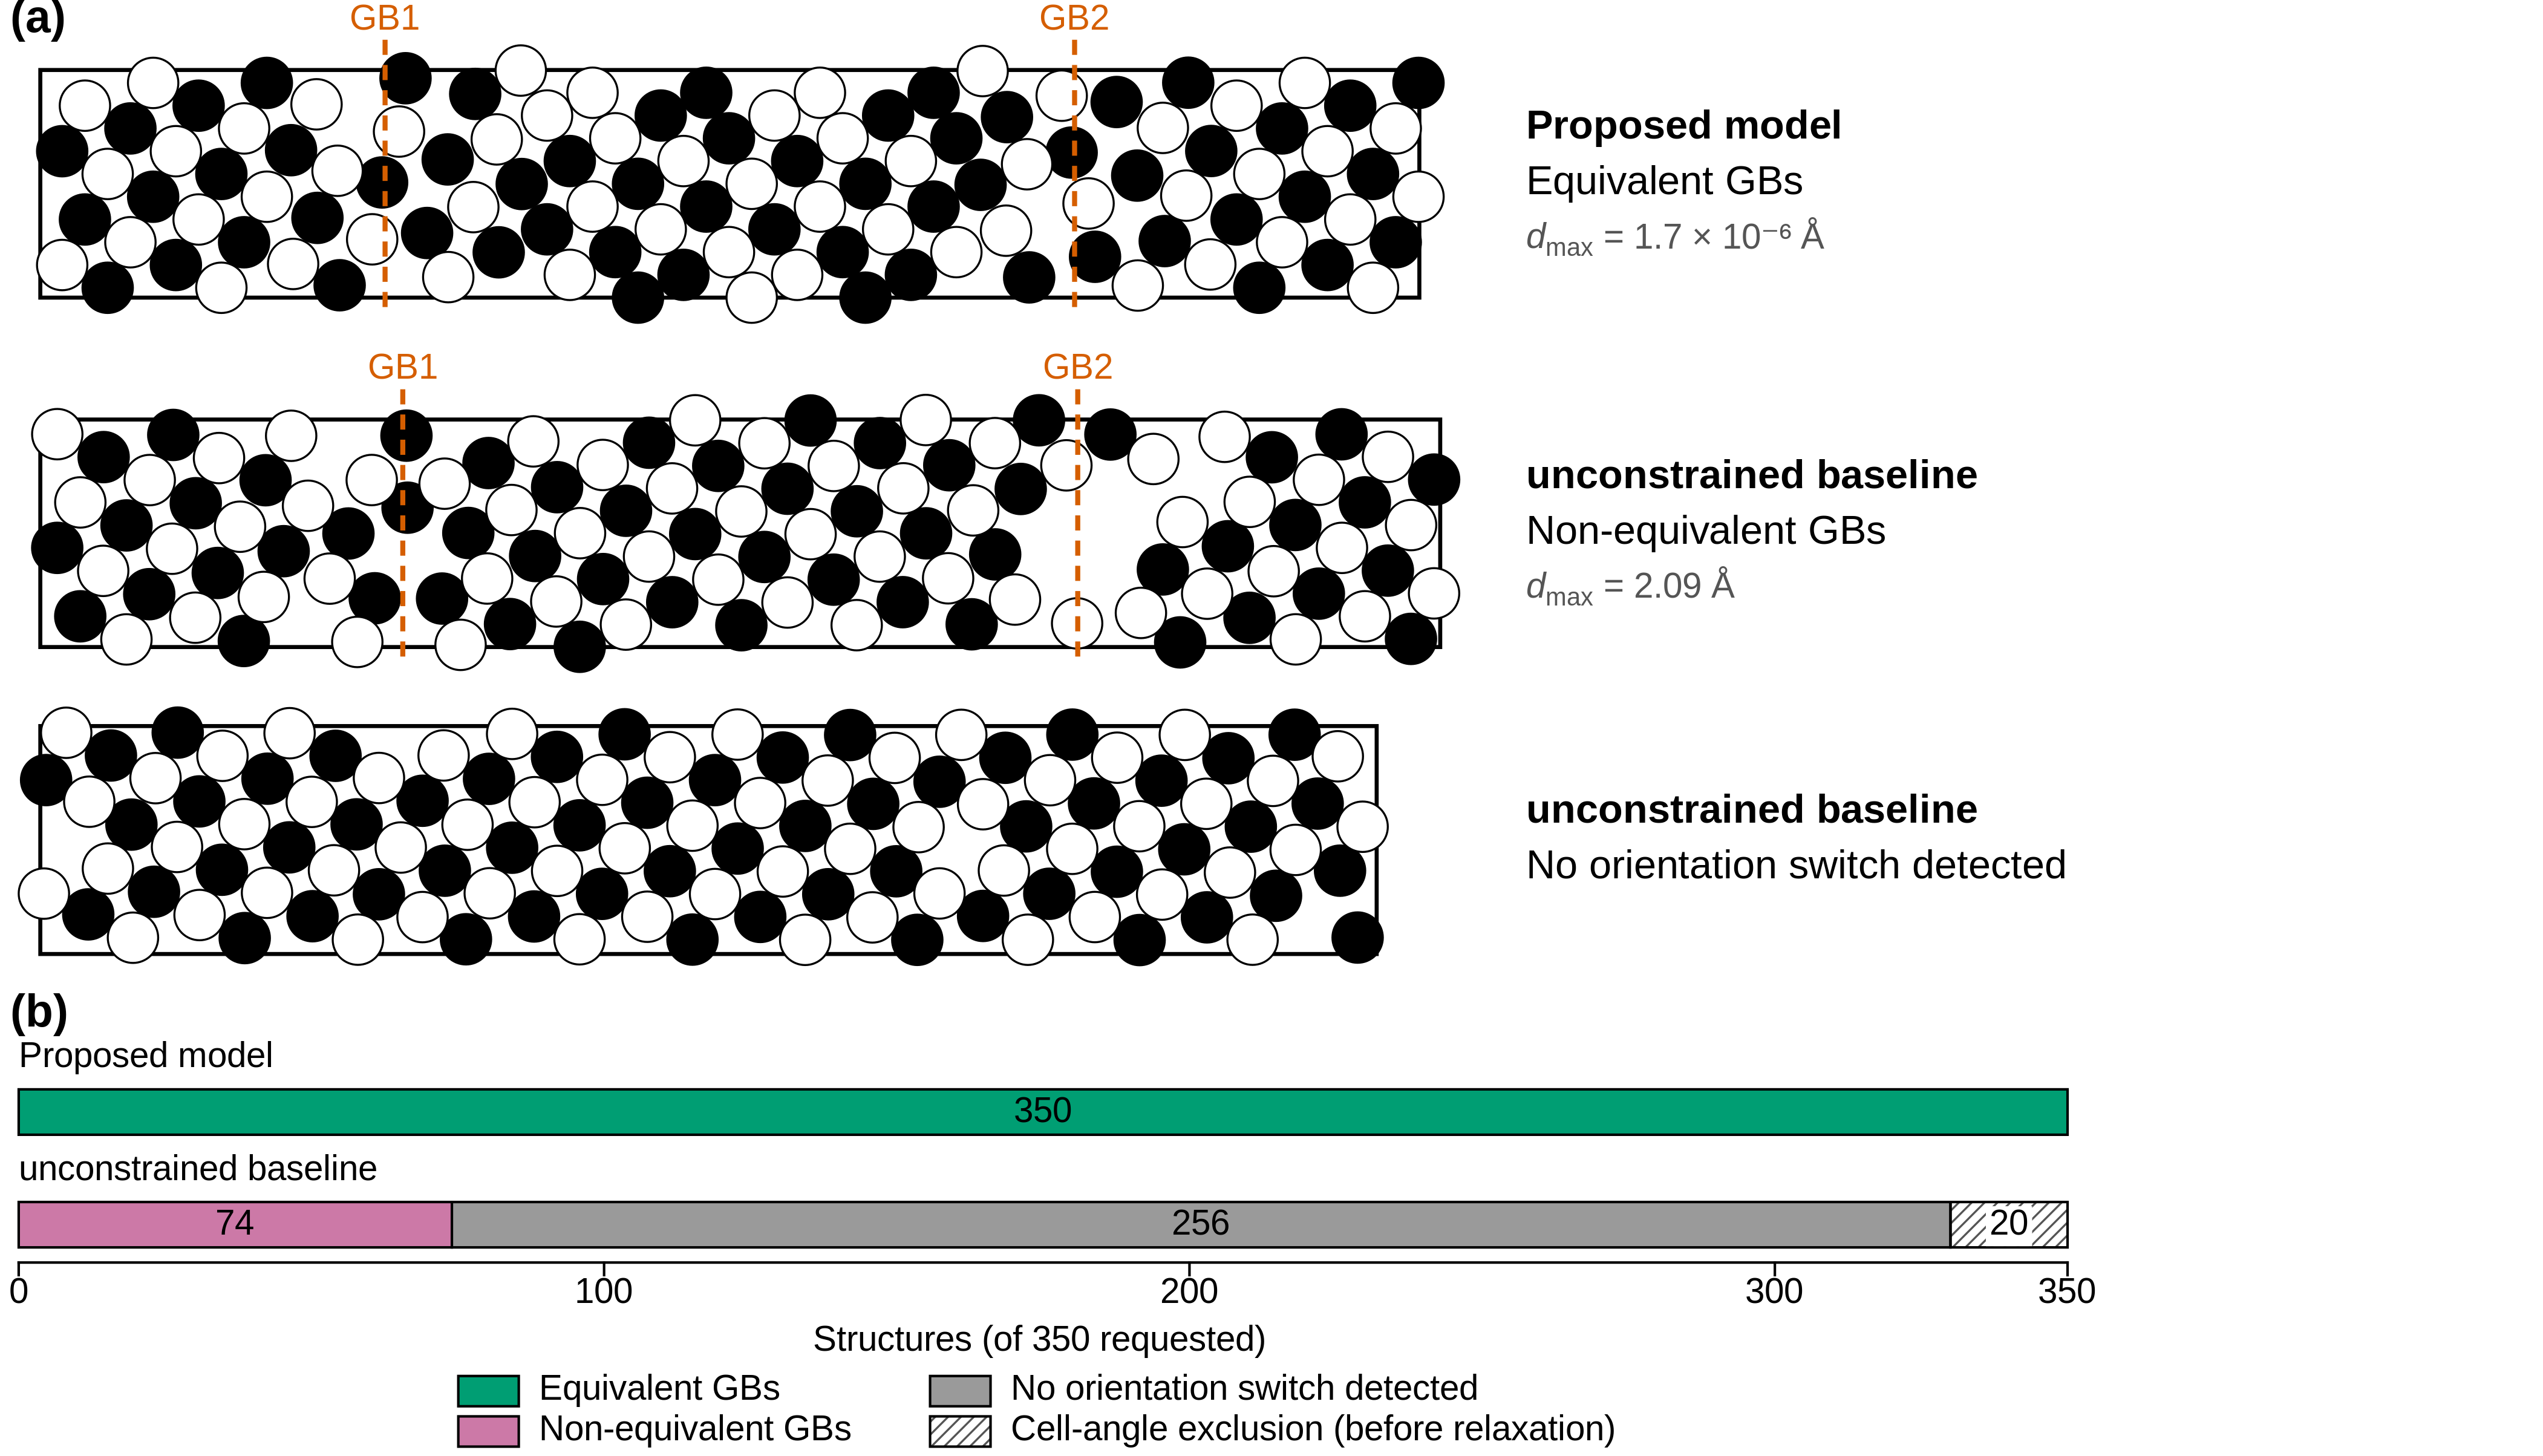 (a)
GB1 GB2
Proposed model
Equivalent GBs
dmax = 1.7 × 10⁻⁶ Å
GB1 GB2
unconstrained baseline
Non-equivalent GBs
dmax = 2.09 Å
unconstrained baseline
No orientation switch detected
(b)
Proposed model
350
unconstrained baseline
74 256 20
0 100 200 300 350
Structures (of 350 requested)
Equivalent GBs No orientation switch detected
Non-equivalent GBs Cell-angle exclusion (before relaxation)